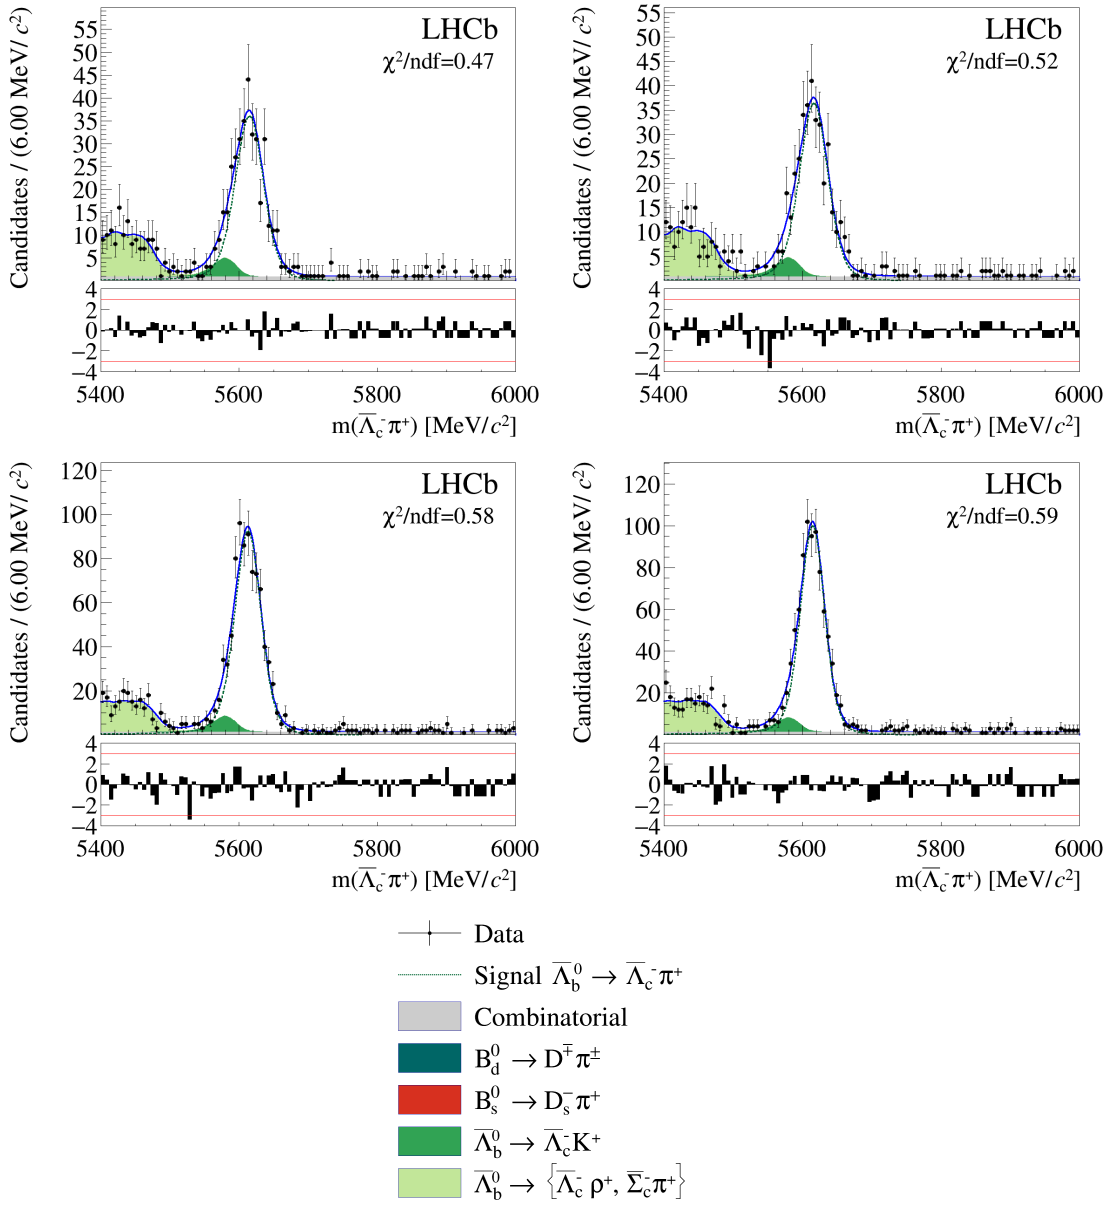 LHCb
χ²/ndf=0.47
Candidates / (6.00 MeV/c²)
55
50
45
40
35
30
25
20
15
10
5
4
2
0
−2
−4
5400 5600 5800 6000
m(Λ̅c⁻π⁺) [MeV/c²]
LHCb
χ²/ndf=0.52
Candidates / (6.00 MeV/c²)
55
50
45
40
35
30
25
20
15
10
5
4
2
0
−2
−4
5400 5600 5800 6000
m(Λ̅c⁻π⁺) [MeV/c²]
LHCb
χ²/ndf=0.58
Candidates / (6.00 MeV/c²)
120
100
80
60
40
20
4
2
0
−2
−4
5400 5600 5800 6000
m(Λ̅c⁻π⁺) [MeV/c²]
LHCb
χ²/ndf=0.59
Candidates / (6.00 MeV/c²)
120
100
80
60
40
20
4
2
0
−2
−4
5400 5600 5800 6000
m(Λ̅c⁻π⁺) [MeV/c²]
Data
Signal Λ̅b⁰ → Λ̅c⁻π⁺
Combinatorial
Bd⁰ → D∓π±
Bs⁰ → Ds⁻π⁺
Λ̅b⁰ → Λ̅c⁻K⁺
Λ̅b⁰ → {Λ̅c⁻ρ⁺, Σ̅c⁻π⁺}